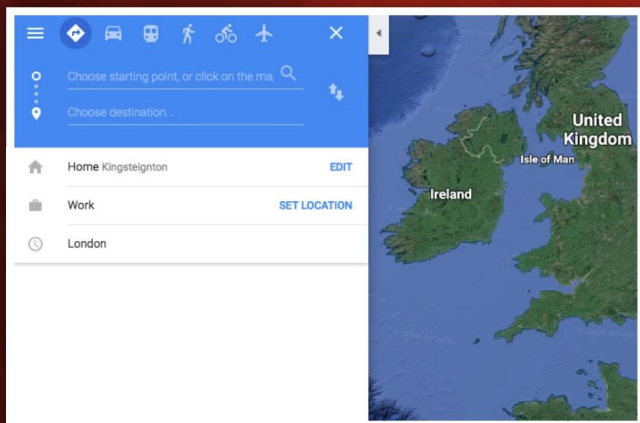 Choose starting point, or click on the ma
Choose destination...
Home Kingsteignton EDIT
Work SET LOCATION
London
United
Kingdom
Isle of Man
Ireland